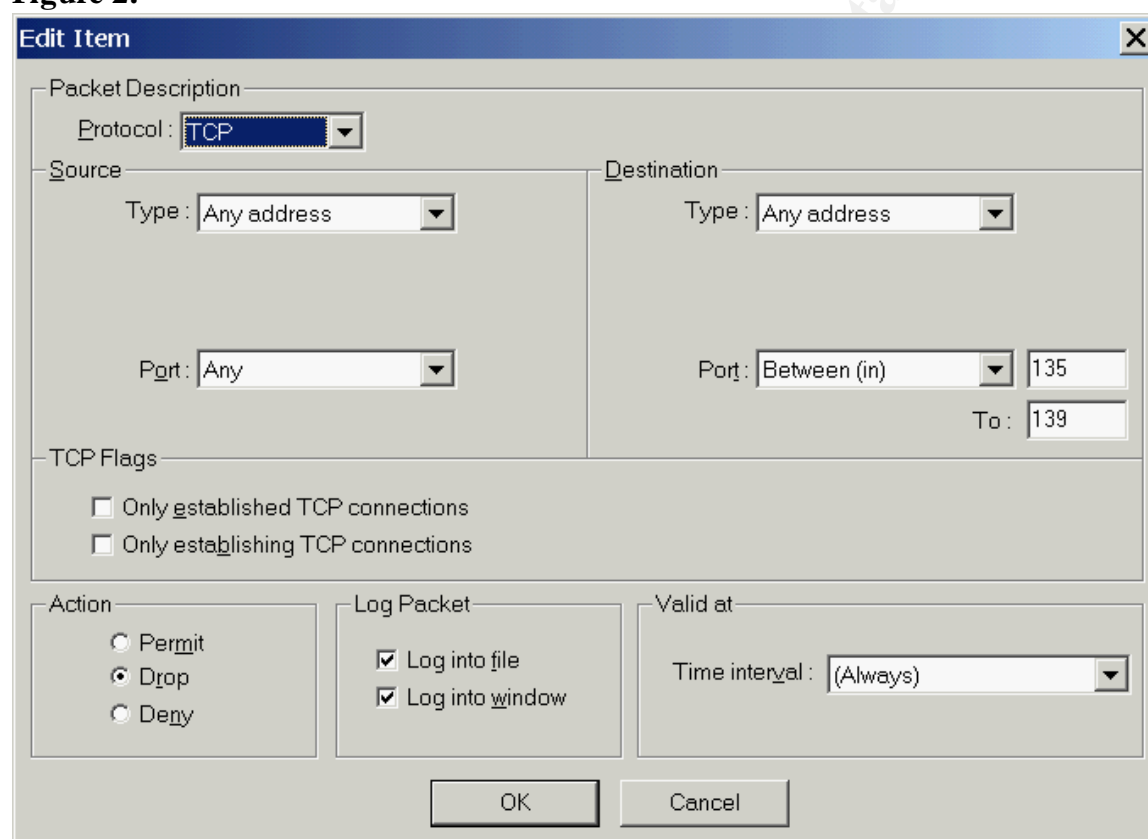 Figure 2:
Edit Item
Packet Description
Protocol : TCP
Source
Destination
Type : Any address
Type : Any address
Port : Any
Port : Between (in) 135
To : 139
TCP Flags
Only established TCP connections
Only establishing TCP connections
Action
Permit
Drop
Deny
Log Packet
Log into file
Log into window
Valid at
Time interval : (Always)
OK
Cancel